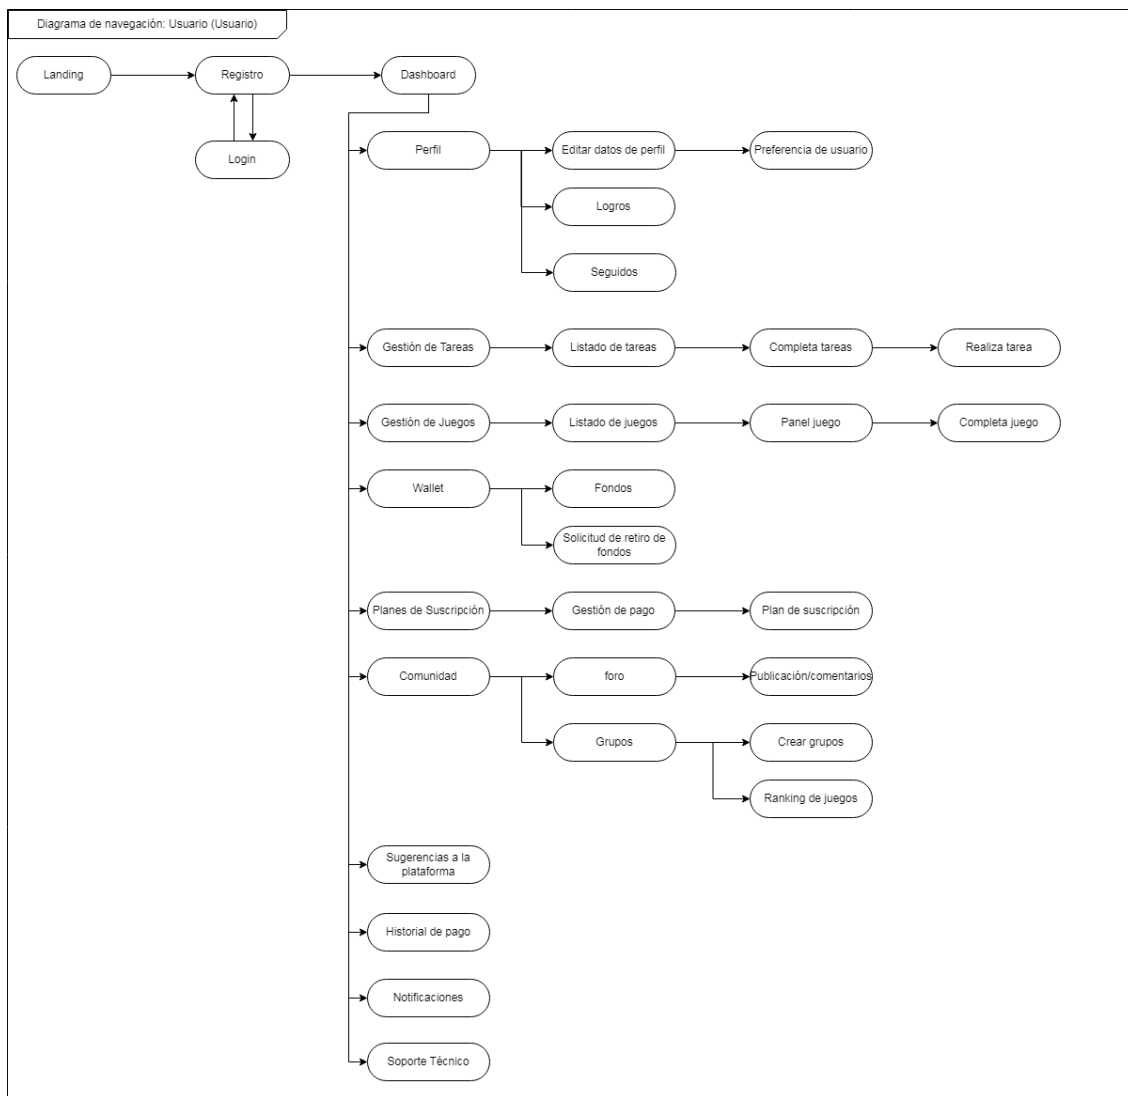 Diagrama de navegación: Usuario (Usuario)
Landing
Registro
Dashboard
Login
Perfil
Editar datos de perfil
Preferencia de usuario
Logros
Seguidos
Gestión de Tareas
Listado de tareas
Completa tareas
Realiza tarea
Gestión de Juegos
Listado de juegos
Panel juego
Completa juego
Wallet
Fondos
Solicitud de retiro de
fondos
Planes de Suscripción
Gestión de pago
Plan de suscripción
Comunidad
foro
Publicación/comentarios
Grupos
Crear grupos
Ranking de juegos
Sugerencias a la
plataforma
Historial de pago
Notificaciones
Soporte Técnico